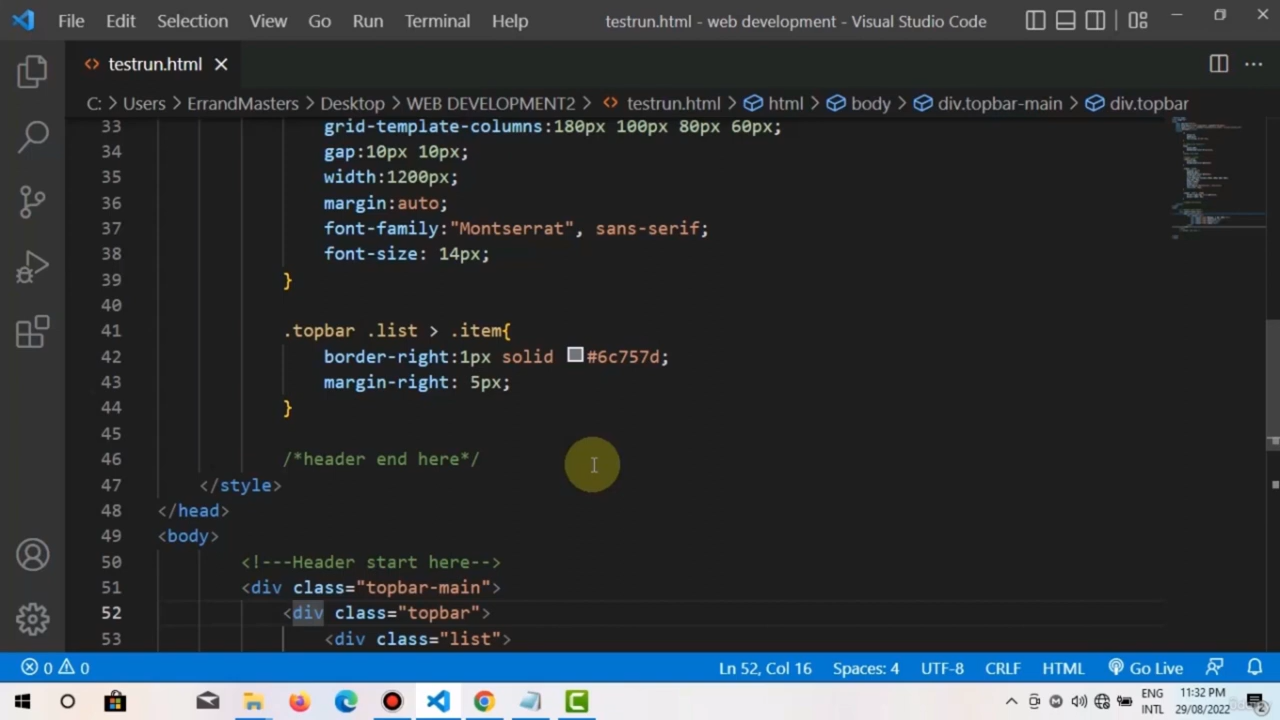 File Edit Selection View Go Run Terminal Help testrun.html - web development - Visual Studio Code
testrun.html
C: > Users > ErrandMasters > Desktop > WEB DEVELOPMENT2 > testrun.html > html > body > div.topbar-main > div.topbar
33 grid-template-columns:180px 100px 80px 60px;
34 gap:10px 10px;
35 width:1200px;
36 margin:auto;
37 font-family:"Montserrat", sans-serif;
38 font-size: 14px;
39 }
40
41 .topbar .list > .item{
42 border-right:1px solid #6c757d;
43 margin-right: 5px;
44 }
45
46 /*header end here*/
47 </style>
48 </head>
49 <body>
50 <!---Header start here-->
51 <div class="topbar-main">
52 <div class="topbar">
53 <div class="list">
0 0 Ln 52, Col 16 Spaces: 4 UTF-8 CRLF HTML Go Live
ENG 11:32 PM
INTL 29/08/2022 2